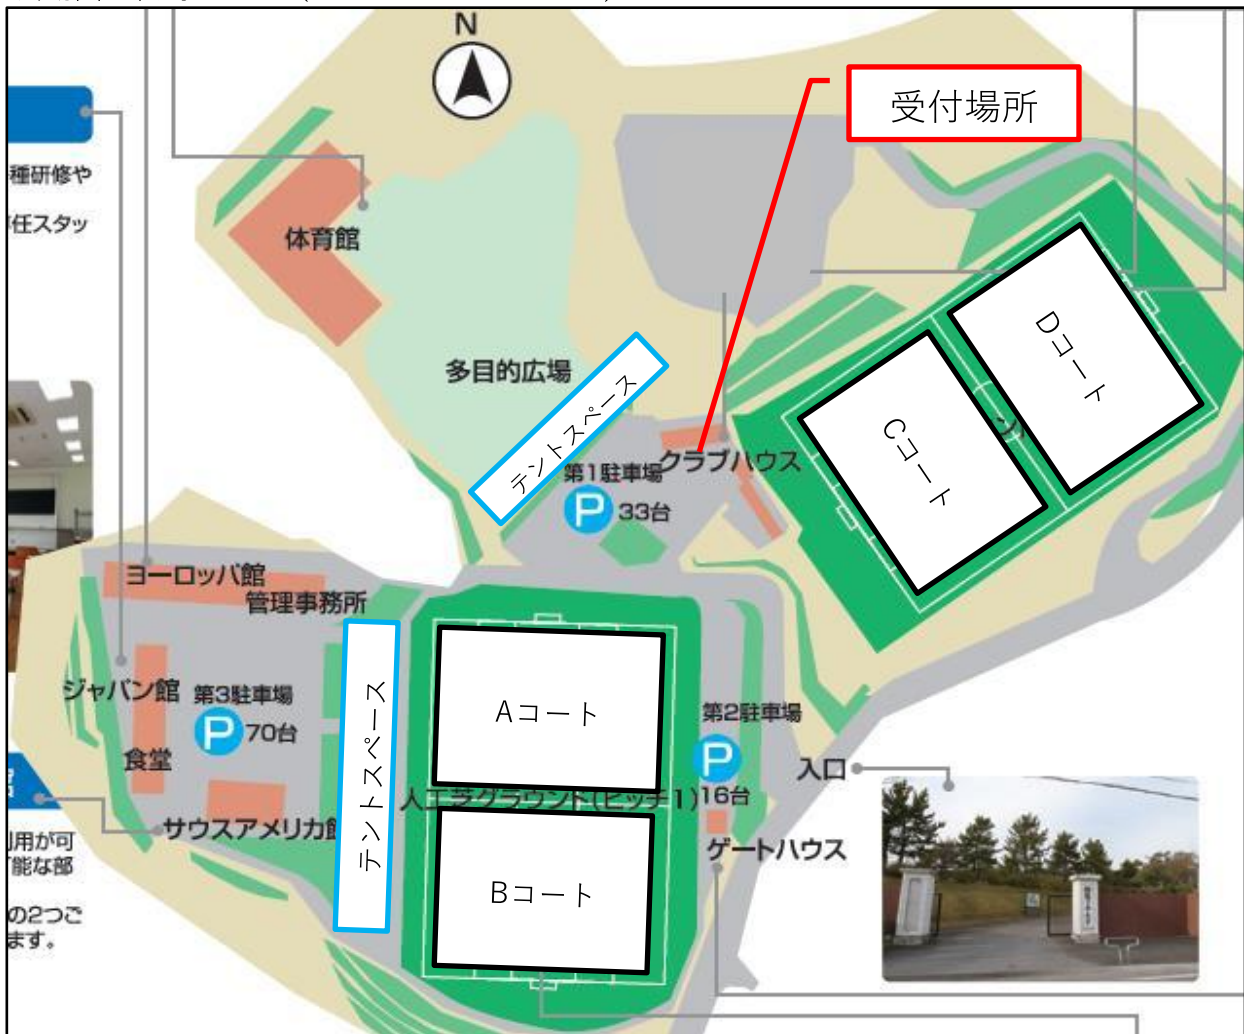 N
受付場所
種研修や
任スタッ
体育館
多目的広場
テントスペース
Dコート
Cコート
第1駐車場
クラブハウス
P 33台
ヨーロッパ館
管理事務所
ジャパン館
第3駐車場
P 70台
食堂
サウスアメリカ館
テントスペース
Aコート
人工芝グラウンド(ピッチ1)
Bコート
第2駐車場
P
16台
入口
ゲートハウス
用が可
能な部
の2つご
ます。